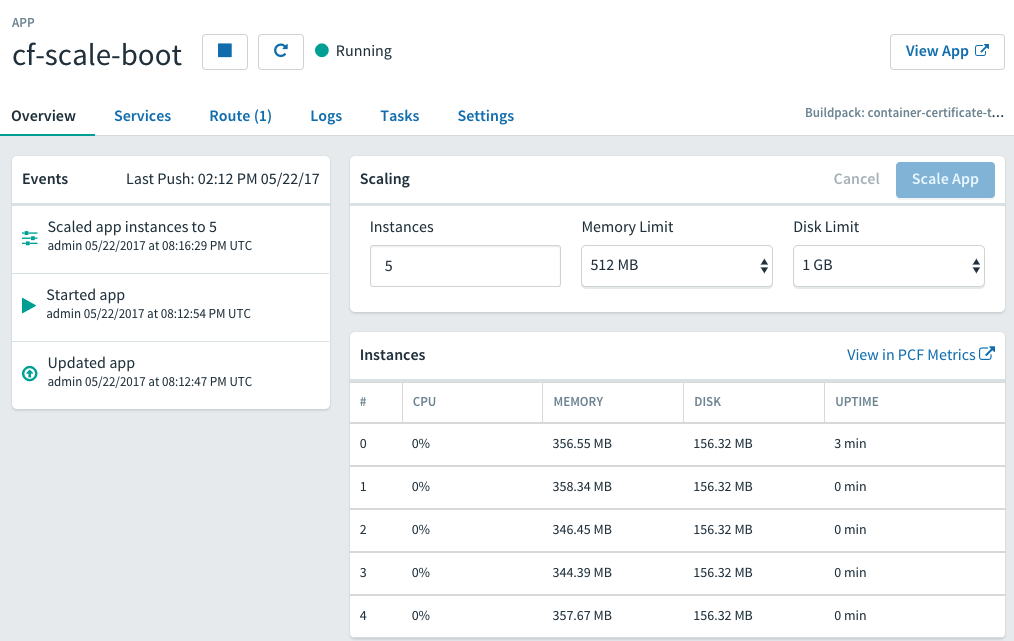 APP
cf-scale-boot
Running
View App
Overview
Services
Route (1)
Logs
Tasks
Settings
Buildpack: container-certificate-t...
Events
Last Push: 02:12 PM 05/22/17
Scaled app instances to 5
admin 05/22/2017 at 08:16:29 PM UTC
Started app
admin 05/22/2017 at 08:12:54 PM UTC
Updated app
admin 05/22/2017 at 08:12:47 PM UTC
Scaling
Cancel
Scale App
Instances
Memory Limit
Disk Limit
5
512 MB
1 GB
Instances
View in PCF Metrics
# CPU MEMORY DISK UPTIME
0 0% 356.55 MB 156.32 MB 3 min
1 0% 358.34 MB 156.32 MB 0 min
2 0% 346.45 MB 156.32 MB 0 min
3 0% 344.39 MB 156.32 MB 0 min
4 0% 357.67 MB 156.32 MB 0 min